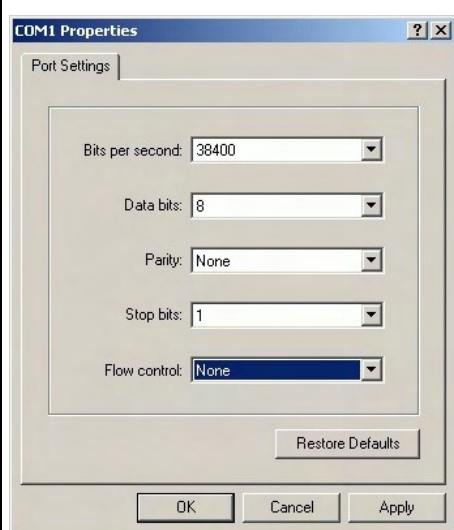 COM1 Properties
Port Settings
Bits per second: 38400
Data bits: 8
Parity: None
Stop bits: 1
Flow control: None
Restore Defaults
OK Cancel Apply